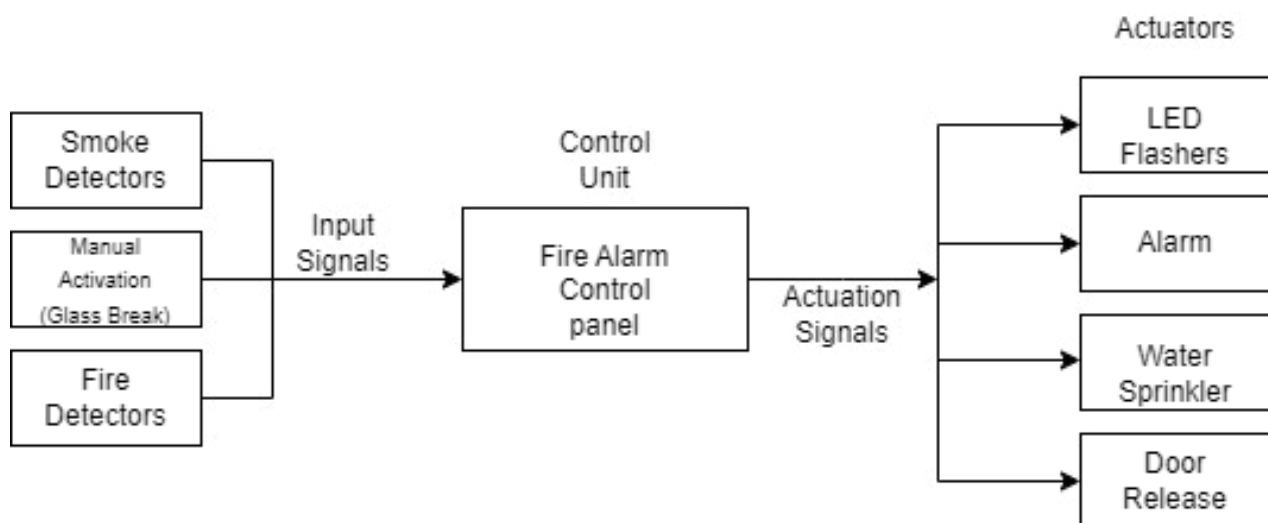 Actuators
Smoke
Detectors
Manual
Activation
(Glass Break)
Fire
Detectors
Input
Signals
Control
Unit
Fire Alarm
Control
panel
Actuation
Signals
LED
Flashers
Alarm
Water
Sprinkler
Door
Release